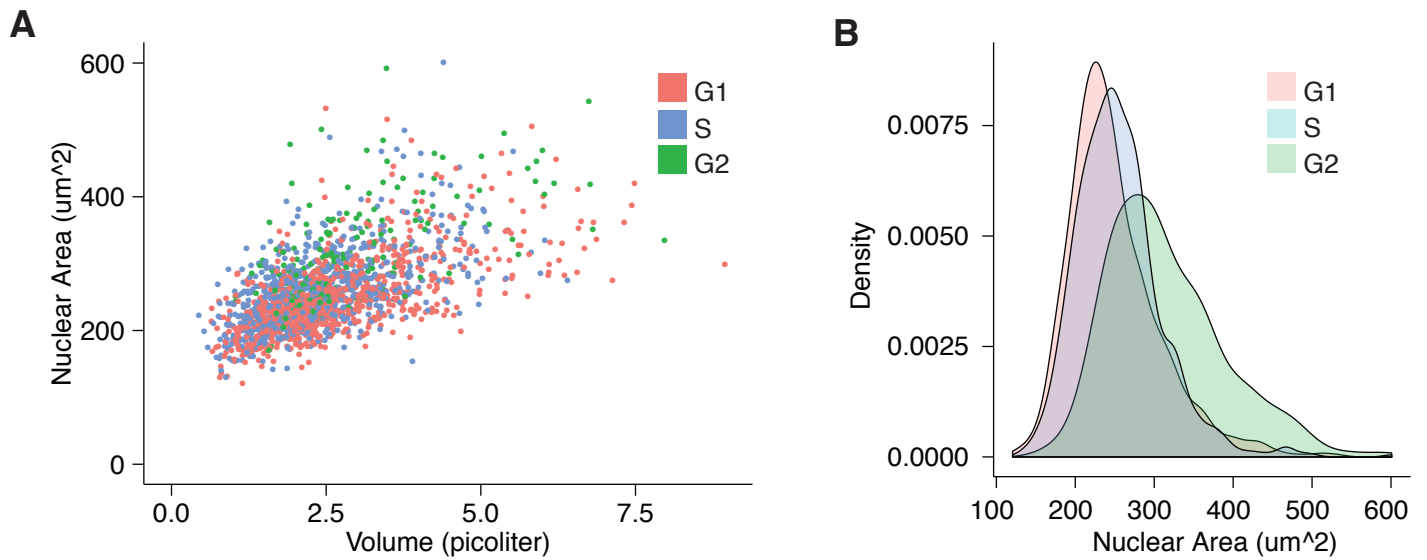 A
Nuclear Area (um^2)
600
400
200
0
0.0 2.5 5.0 7.5
Volume (picoliter)
G1
S
G2
B
Density
0.0075
0.0050
0.0025
0.0000
100 200 300 400 500 600
Nuclear Area (um^2)
G1
S
G2